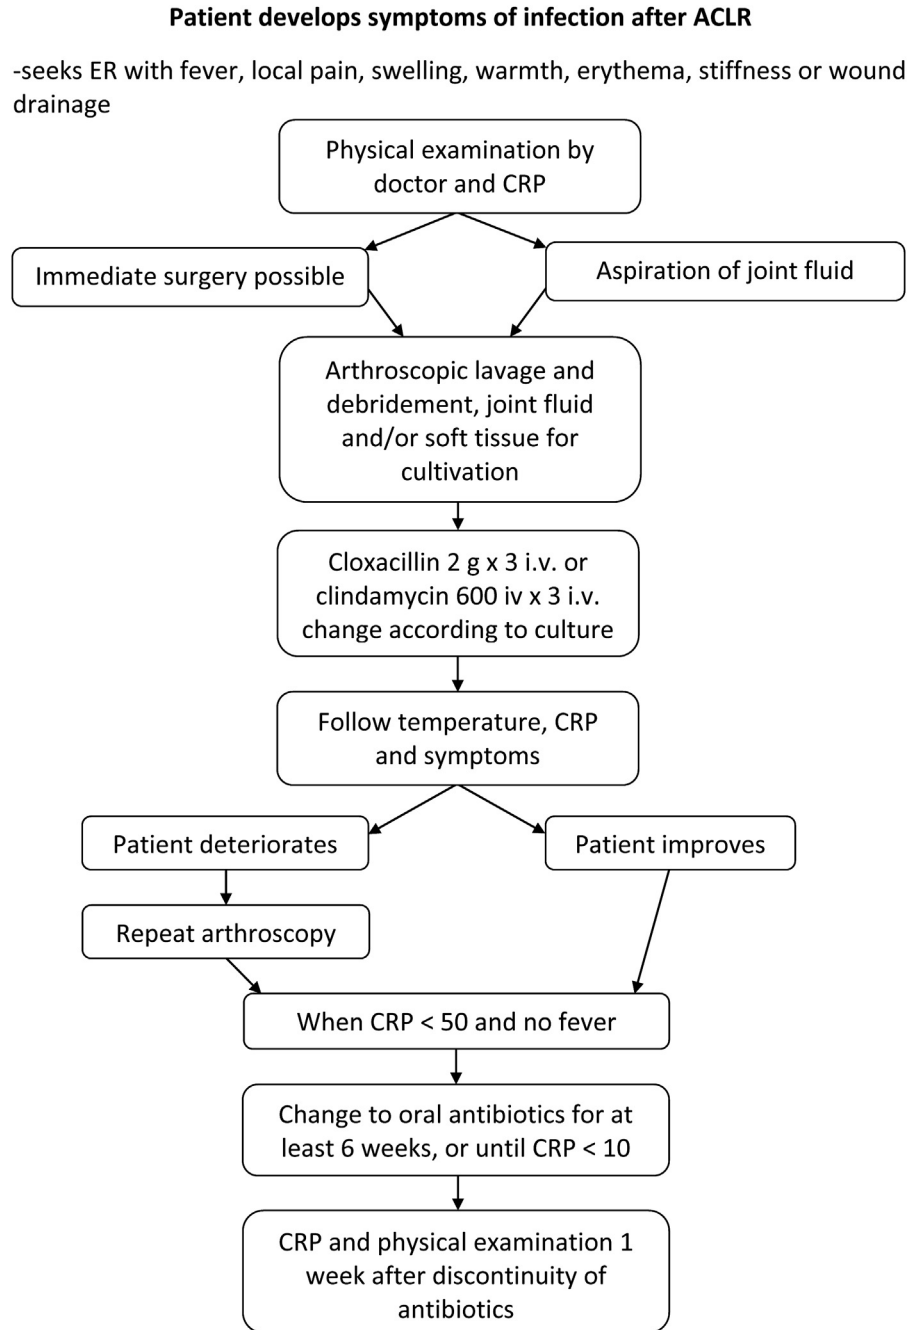 Patient develops symptoms of infection after ACLR
-seeks ER with fever, local pain, swelling, warmth, erythema, stiffness or wound
drainage
Physical examination by
doctor and CRP
Immediate surgery possible
Aspiration of joint fluid
Arthroscopic lavage and
debridement, joint fluid
and/or soft tissue for
cultivation
Cloxacillin 2 g x 3 i.v. or
clindamycin 600 iv x 3 i.v.
change according to culture
Follow temperature, CRP
and symptoms
Patient deteriorates
Patient improves
Repeat arthroscopy
When CRP < 50 and no fever
Change to oral antibiotics for at
least 6 weeks, or until CRP < 10
CRP and physical examination 1
week after discontinuity of
antibiotics